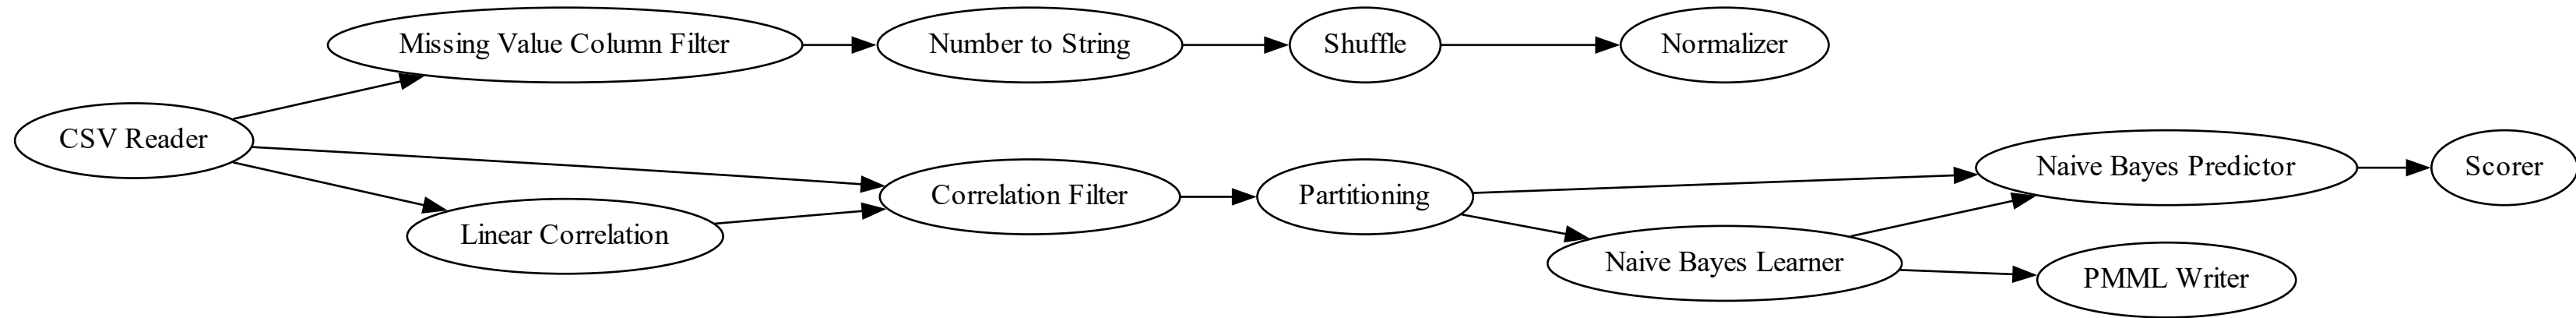 Missing Value Column Filter
Number to String
Shuffle
Normalizer
CSV Reader
Naive Bayes Predictor
Scorer
Correlation Filter
Partitioning
Linear Correlation
Naive Bayes Learner
PMML Writer